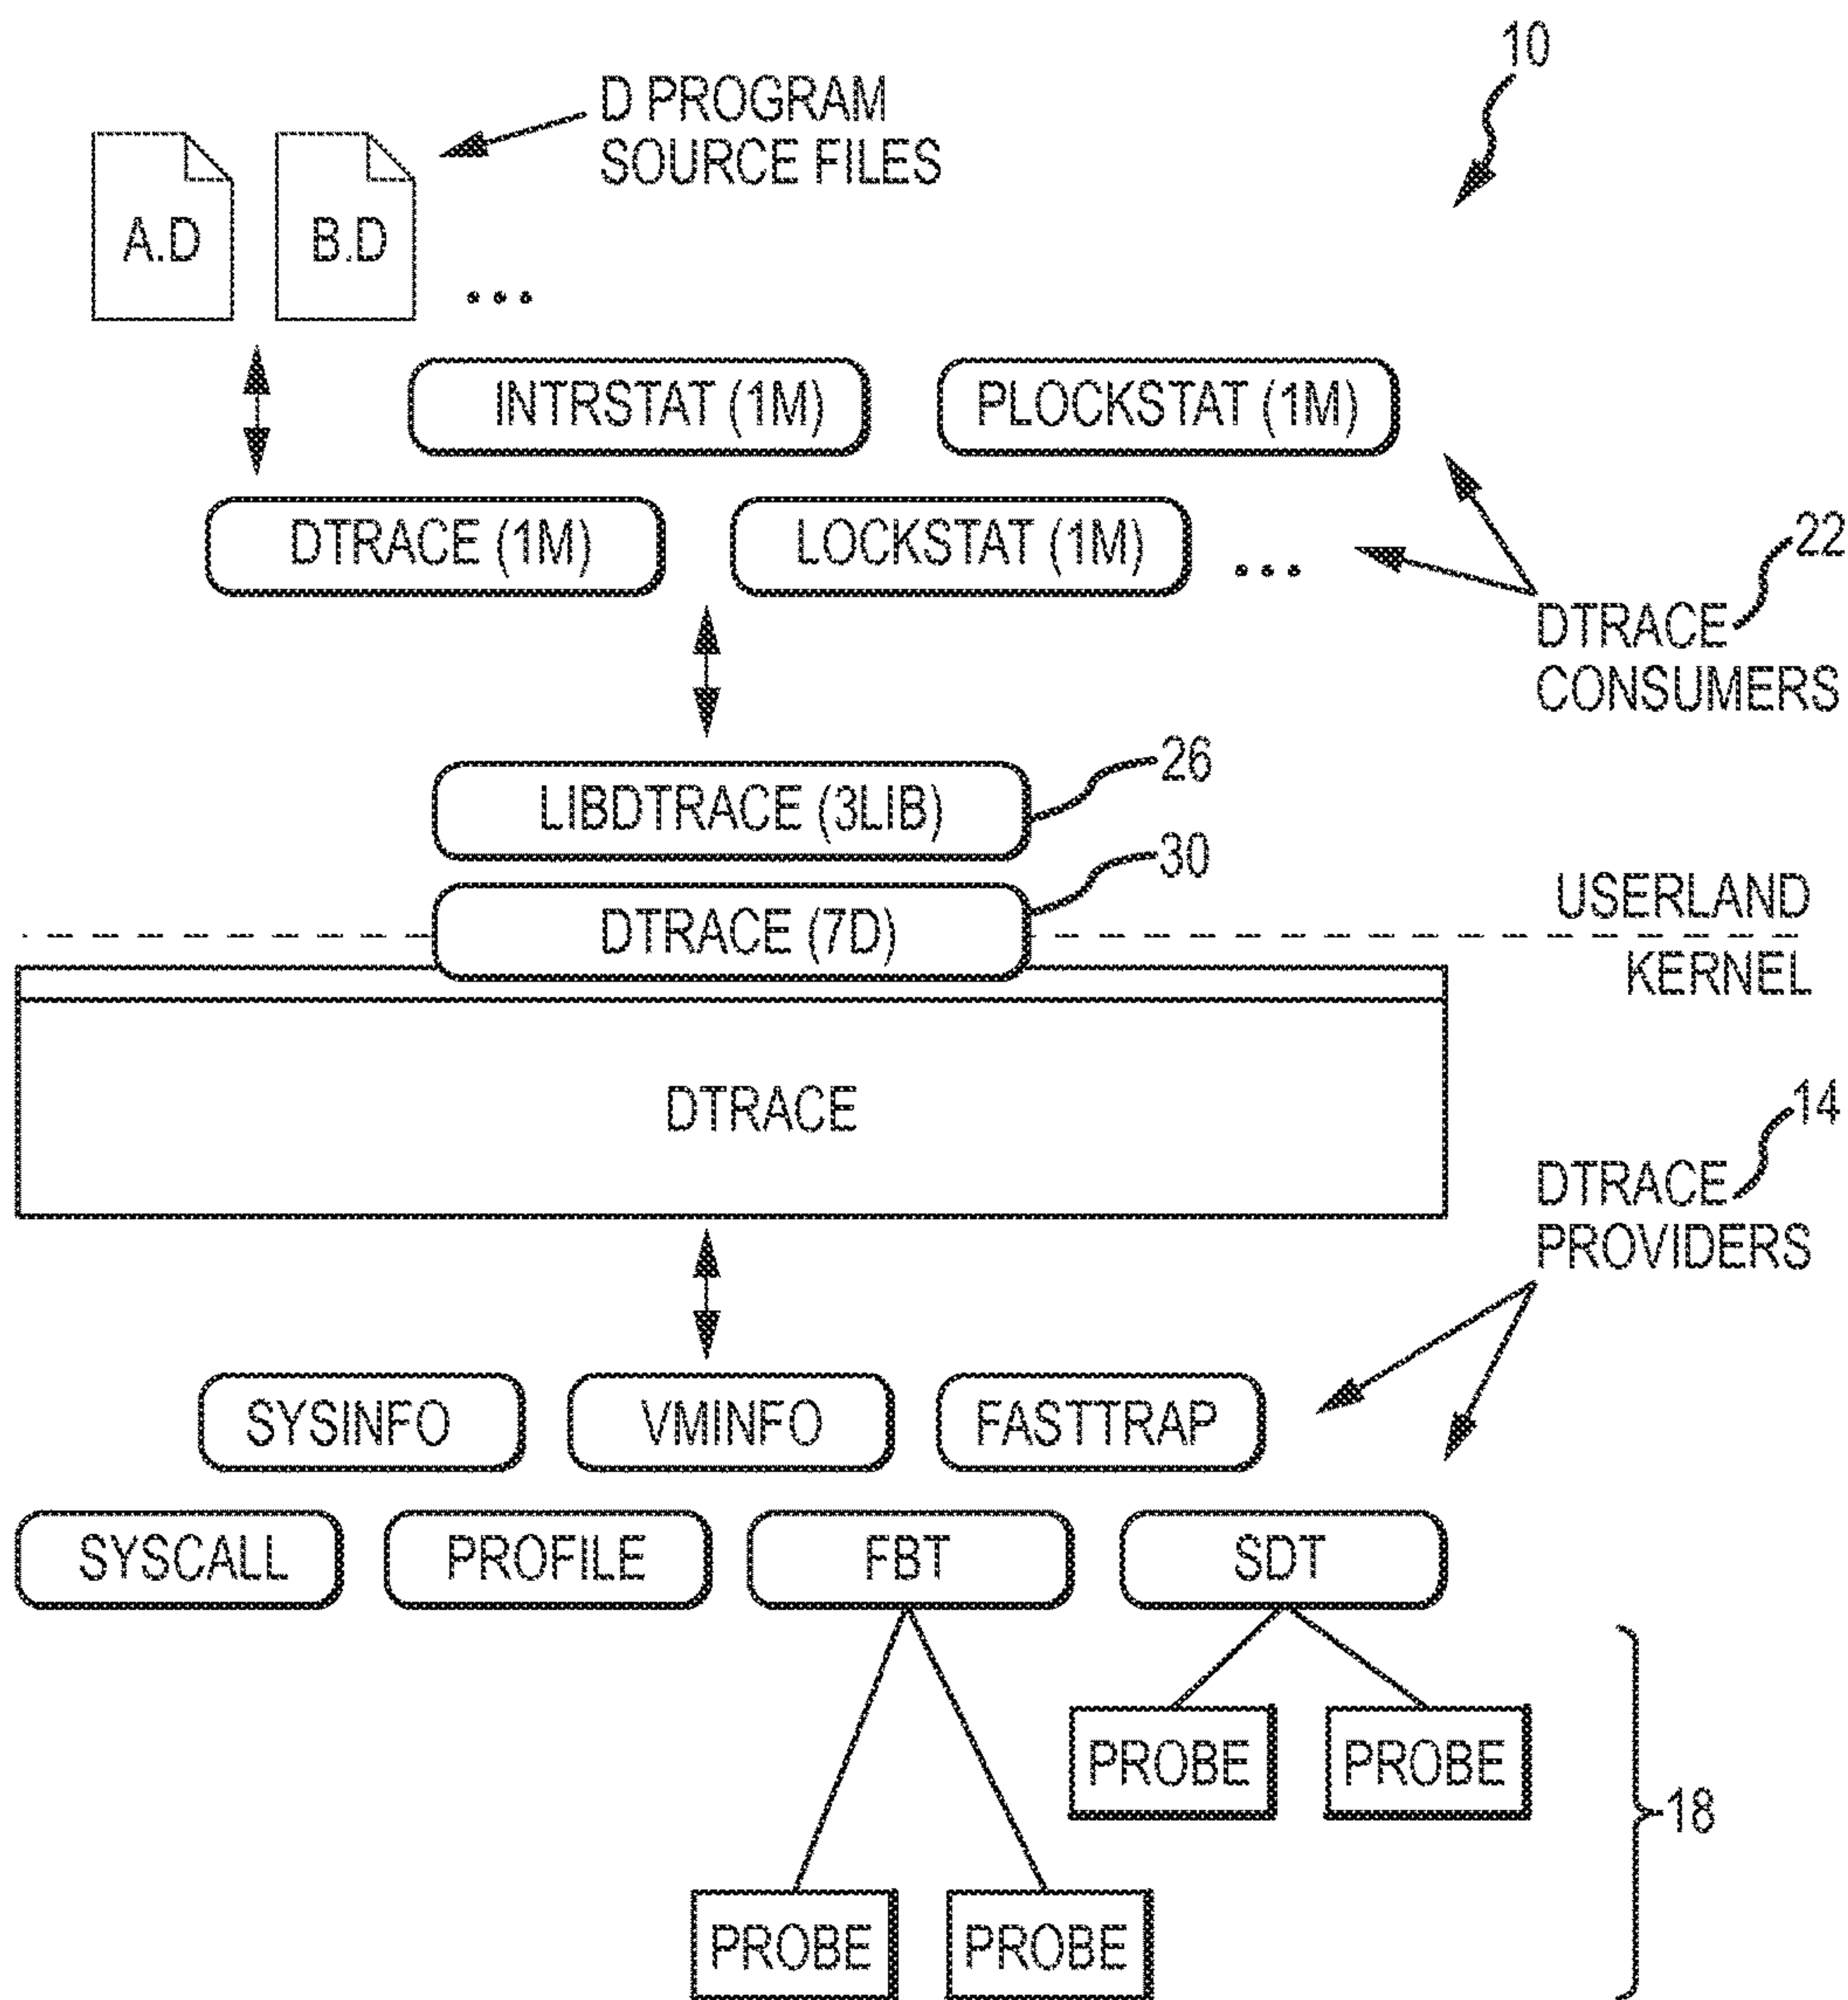 10
D PROGRAM
SOURCE FILES
A.D
B.D
...
INTRSTAT (1M)
PLOCKSTAT (1M)
DTRACE (1M)
LOCKSTAT (1M)
...
22
DTRACE
CONSUMERS
26
LIBDTRACE (3LIB)
30
DTRACE (7D)
USERLAND
KERNEL
DTRACE
14
DTRACE
PROVIDERS
SYSINFO
VMINFO
FASTTRAP
SYSCALL
PROFILE
FBT
SDT
PROBE
PROBE
18
PROBE
PROBE